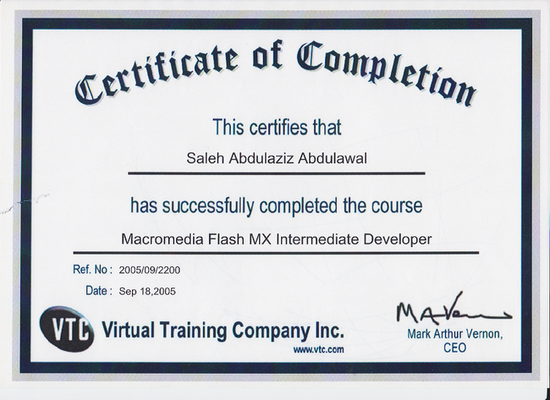 Certificate of Completion
This certifies that
Saleh Abdulaziz Abdulawal
has successfully completed the course
Macromedia Flash MX Intermediate Developer
Ref. No : 2005/09/2200
Date : Sep 18,2005
VTC Virtual Training Company Inc.
www.vtc.com
MAVernon
Mark Arthur Vernon,
CEO